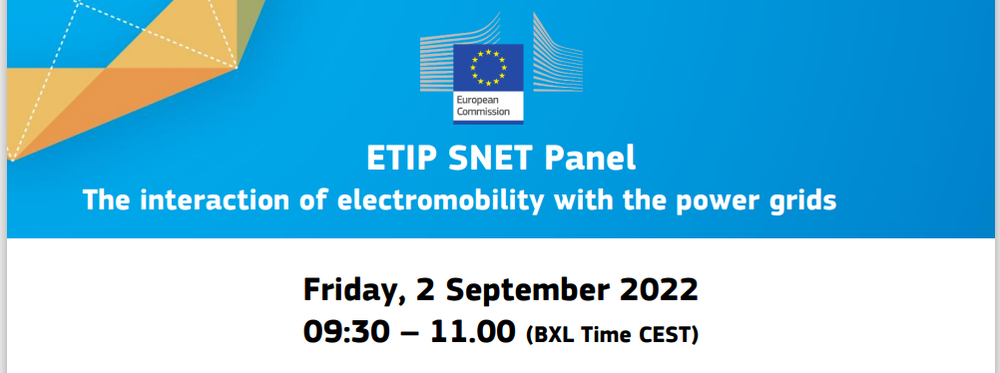 European
Commission
ETIP SNET Panel
The interaction of electromobility with the power grids
Friday, 2 September 2022
09:30 – 11.00 (BXL Time CEST)